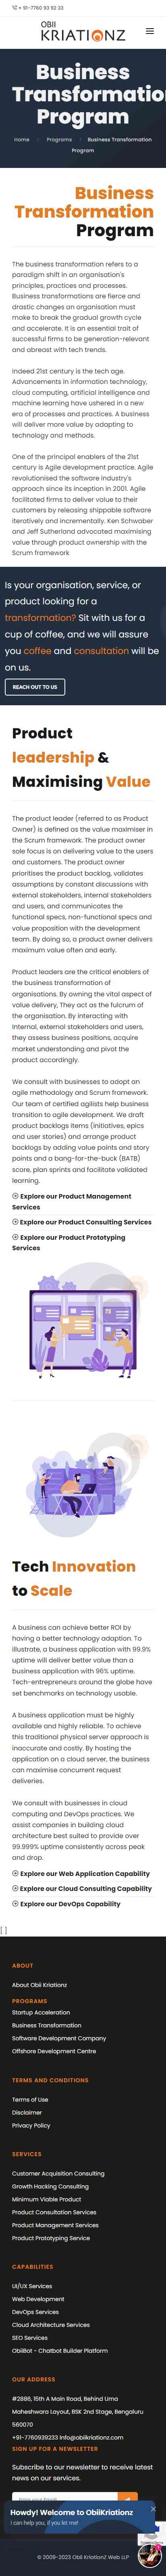 + 91-7760 93 92 33
OBII
KRIATIONZ
Business
Transformation
Program
Home / Programs / Business Transformation
Program
Business
Transformation
Program
The business transformation refers to a
paradigm shift in an organisation's
principles, practices and processes.
Business transformations are fierce and
organic changes an organisation must
make to break the gradual growth cycle
and accelerate. It is an essential part of
successful firms to be generation-relevant
and abreast with tech trends.
Indeed 21st century is the tech age.
Advancements in information technology,
cloud computing, artificial intelligence and
machine learning have ushered in a new
era of processes and practices. A business
will deliver more value by adapting to
technology and methods.
One of the principal enablers of the 21st
century is Agile development practice. Agile
revolutionised the software industry's
approach since its inception in 2001. Agile
facilitated firms to deliver value to their
customers by releasing shippable software
iteratively and incrementally. Ken Schwaber
and Jeff Sutherland advocated maximising
value through product ownership with the
Scrum framework
Is your organisation, service, or
product looking for a
transformation? Sit with us for a
cup of coffee, and we will assure
you coffee and consultation will be
on us.
REACH OUT TO US
Product
leadership &
Maximising Value
The product leader (referred to as Product
Owner) is defined as the value maximiser in
the Scrum framework. The product owner
sole focus is on delivering value to the users
and customers. The product owner
prioritises the product backlog, validates
assumptions by constant discussions with
external stakeholders, internal stakeholders
and users, and communicates the
functional specs, non-functional specs and
value proposition with the development
team. By doing so, a product owner delivers
maximum value often and early.
Product leaders are the critical enablers of
the business transformation of
organisations. By owning the vital aspect of
value delivery, they act as the fulcrum of
the organisation. By interacting with
internal, external stakeholders and users,
they assess business positions, acquire
market understanding and pivot the
product accordingly.
We consult with businesses to adopt an
agile methodology and Scrum framework.
Our team of certified agilists help business
transition to agile development. We draft
product backlogs items (initiatives, epics
and user stories) and arrange product
backlogs by adding value points and story
points and a bang-for-the-buck (BATB)
score, plan sprints and facilitate validated
learning.
Explore our Product Management
Services
Explore our Product Consulting Services
Explore our Product Prototyping
Services
Tech Innovation
to Scale
A business can achieve better ROI by
having a better technology adaption. To
illustrate, a business application with 99.9%
uptime will deliver better value than a
business application with 96% uptime.
Tech-entrepreneurs around the globe have
set benchmarks on technology usable.
A business application must be highly
available and highly reliable. To achieve
this traditional physical server approach is
inaccurate and costly. By hosting the
application on a cloud server, the business
can maximise concurrent request
deliveries.
We consult with businesses in cloud
computing and DevOps practices. We
assist companies in building cloud
architecture best suited to provide over
99.999% uptime consistently across peak
and drop.
Explore our Web Application Capability
Explore our Cloud Consulting Capability
Explore our DevOps Capability
[ ]
ABOUT
About Obii Kriationz
PROGRAMS
Startup Acceleration
Business Transformation
Software Development Company
Offshore Development Centre
TERMS AND CONDITIONS
Terms of Use
Disclaimer
Privacy Policy
SERVICES
Customer Acquisition Consulting
Growth Hacking Consulting
Minimum Viable Product
Product Consultation Services
Product Management Services
Product Prototyping Service
CAPABILITIES
UI/UX Services
Web Development
DevOps Services
Cloud Architecture Services
SEO Services
ObiiBot - Chatbot Builder Platform
OUR ADDRESS
#2886, 15th A Main Road, Behind Uma
Maheshwara Layout, BSK 2nd Stage, Bengaluru
560070
+91-7760939233 info@obiikriationz.com
SIGN UP FOR A NEWSLETTER
Subscribe to our newsletter to receive latest
news on our services.
Howdy! Welcome to ObiiKriationz
I can help you, if you let me!
© 2009-2023 Obii KriationZ Web LLP